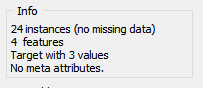 Info
24 instances (no missing data)
4 features
Target with 3 values
No meta attributes.